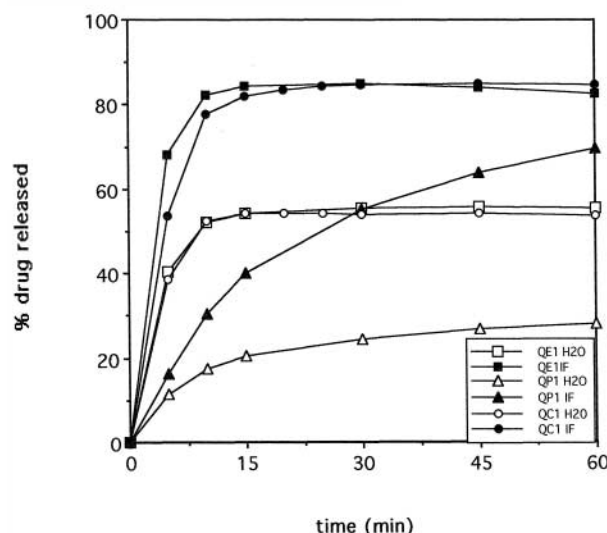 100
80
60
40
20
0
% drug released
0
15
30
45
60
time (min)
QE1 H2O
QE1IF
QP1 H2O
QP1 IF
QC1 H20
QC1 IF